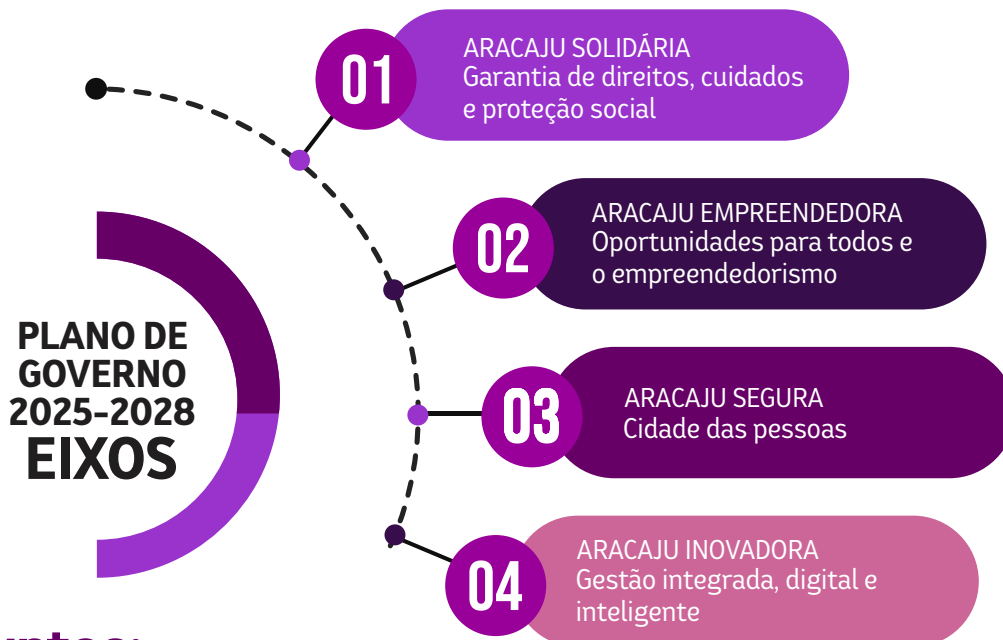 01
ARACAJU SOLIDÁRIA
Garantia de direitos, cuidados
e proteção social
02
ARACAJU EMPREENDEDORA
Oportunidades para todos e
o empreendedorismo
PLANO DE
GOVERNO
2025-2028
EIXOS
03
ARACAJU SEGURA
Cidade das pessoas
04
ARACAJU INOVADORA
Gestão integrada, digital e
inteligente